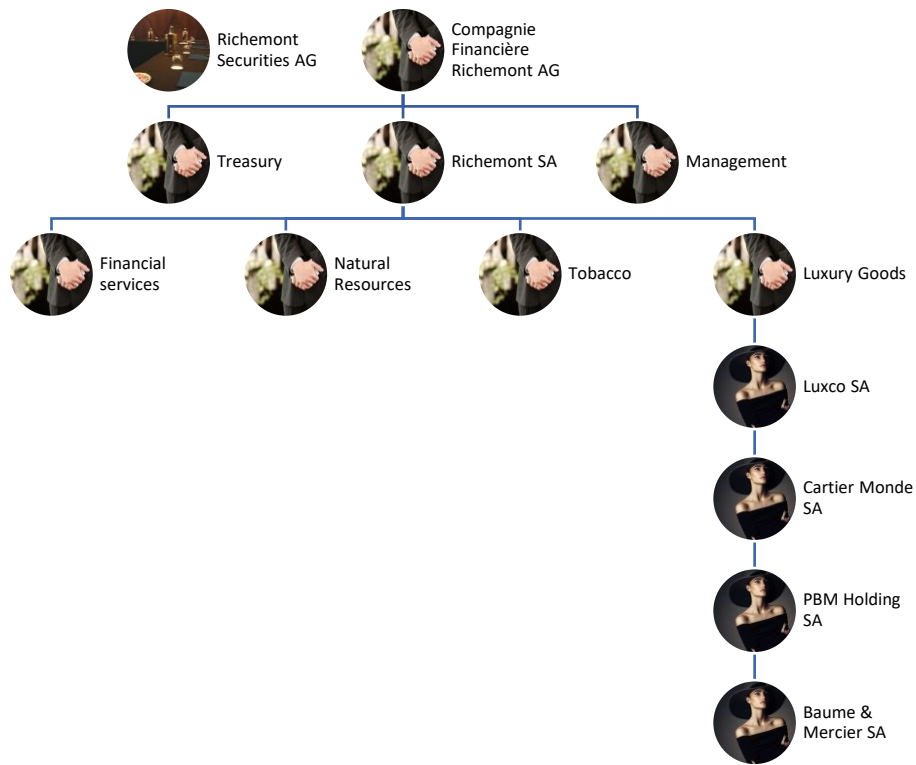 Richemont
Securities AG
Compagnie
Financière
Richemont AG
Treasury
Richemont SA
Management
Financial
services
Natural
Resources
Tobacco
Luxury Goods
Luxco SA
Cartier Monde
SA
PBM Holding
SA
Baume &
Mercier SA